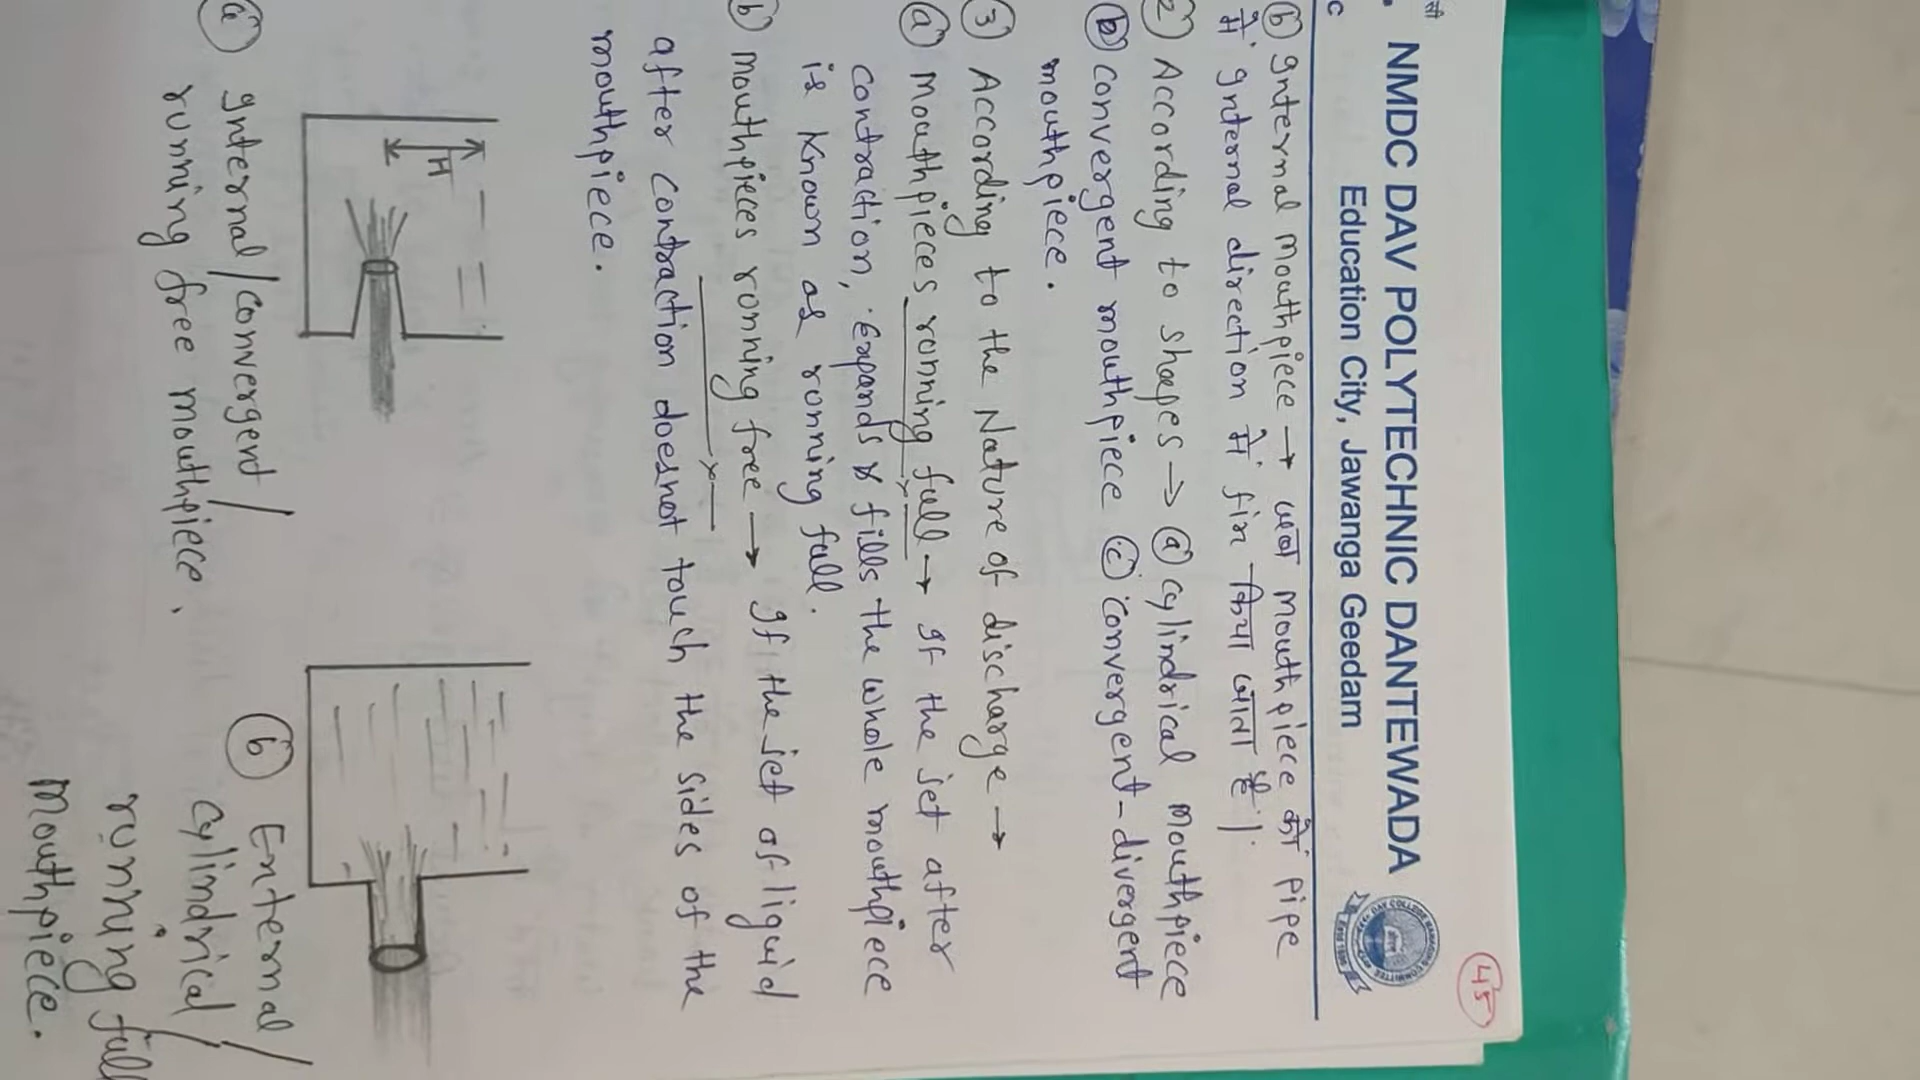 45
NMDC DAV POLYTECHNIC DANTEWADA
Education City, Jawanga Geedam
(b) Internal mouthpiece → जब mouthpiece को pipe
में internal direction में fix किया जाता है।
2) According to shapes → (a) cylindrical mouthpiece
(b) convergent mouthpiece (c) convergent-divergent
mouthpiece.
(3) According to the Nature of discharge →
(a) Mouthpieces running full → If the jet after
contraction, expands & fills the whole mouthpiece
is known as running full.
b) mouthpieces running free → If the jet of liquid
after contraction doesnot touch the sides of the
mouthpiece.
H
(a) Internal/convergent/
running free mouthpiece.
(b) External/
cylindrical/
running full
mouthpiece.